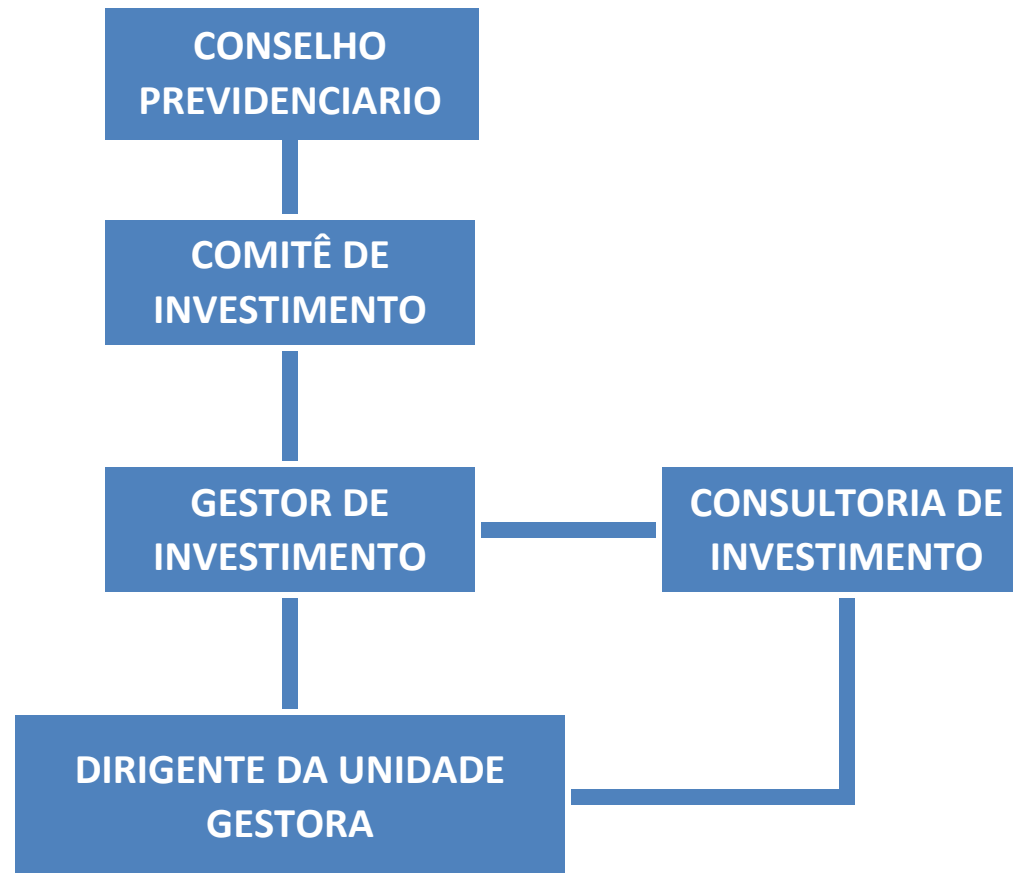 CONSELHO
PREVIDENCIARIO
COMITÊ DE
INVESTIMENTO
GESTOR DE
INVESTIMENTO
CONSULTORIA DE
INVESTIMENTO
DIRIGENTE DA UNIDADE
GESTORA